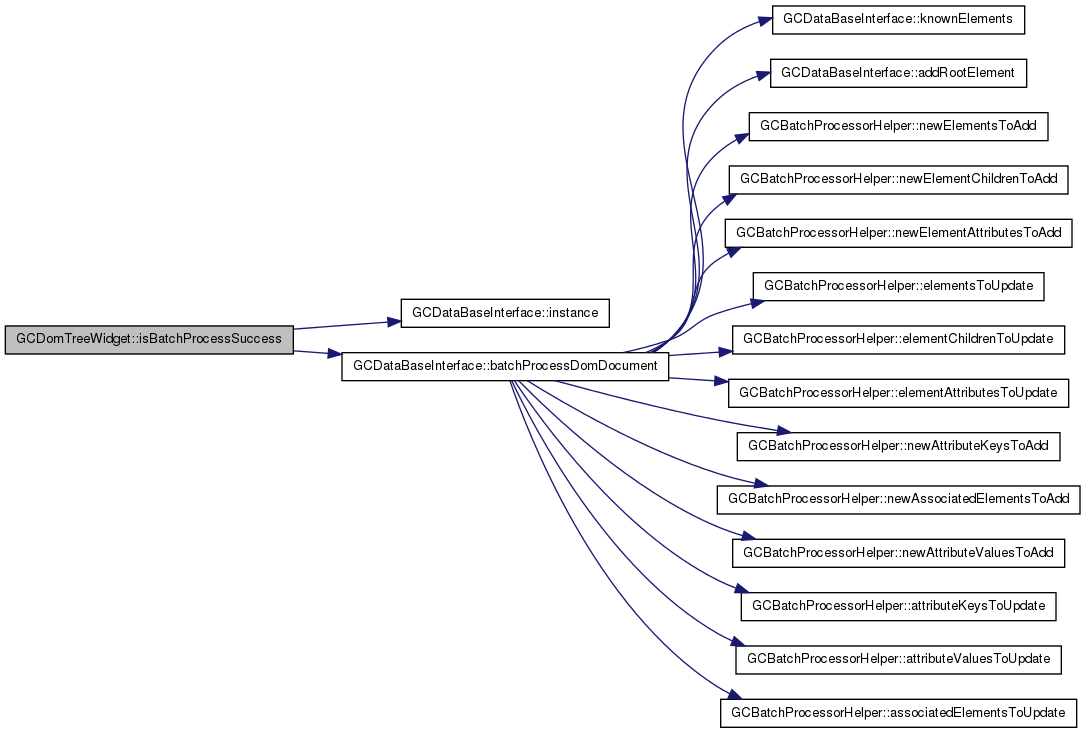 GCDataBaseInterface::knownElements
GCDataBaseInterface::addRootElement
GCBatchProcessorHelper::newElementsToAdd
GCBatchProcessorHelper::newElementChildrenToAdd
GCBatchProcessorHelper::newElementAttributesToAdd
GCBatchProcessorHelper::elementsToUpdate
GCDataBaseInterface::instance
GCDomTreeWidget::isBatchProcessSuccess
GCBatchProcessorHelper::elementChildrenToUpdate
GCDataBaseInterface::batchProcessDomDocument
GCBatchProcessorHelper::elementAttributesToUpdate
GCBatchProcessorHelper::newAttributeKeysToAdd
GCBatchProcessorHelper::newAssociatedElementsToAdd
GCBatchProcessorHelper::newAttributeValuesToAdd
GCBatchProcessorHelper::attributeKeysToUpdate
GCBatchProcessorHelper::attributeValuesToUpdate
GCBatchProcessorHelper::associatedElementsToUpdate